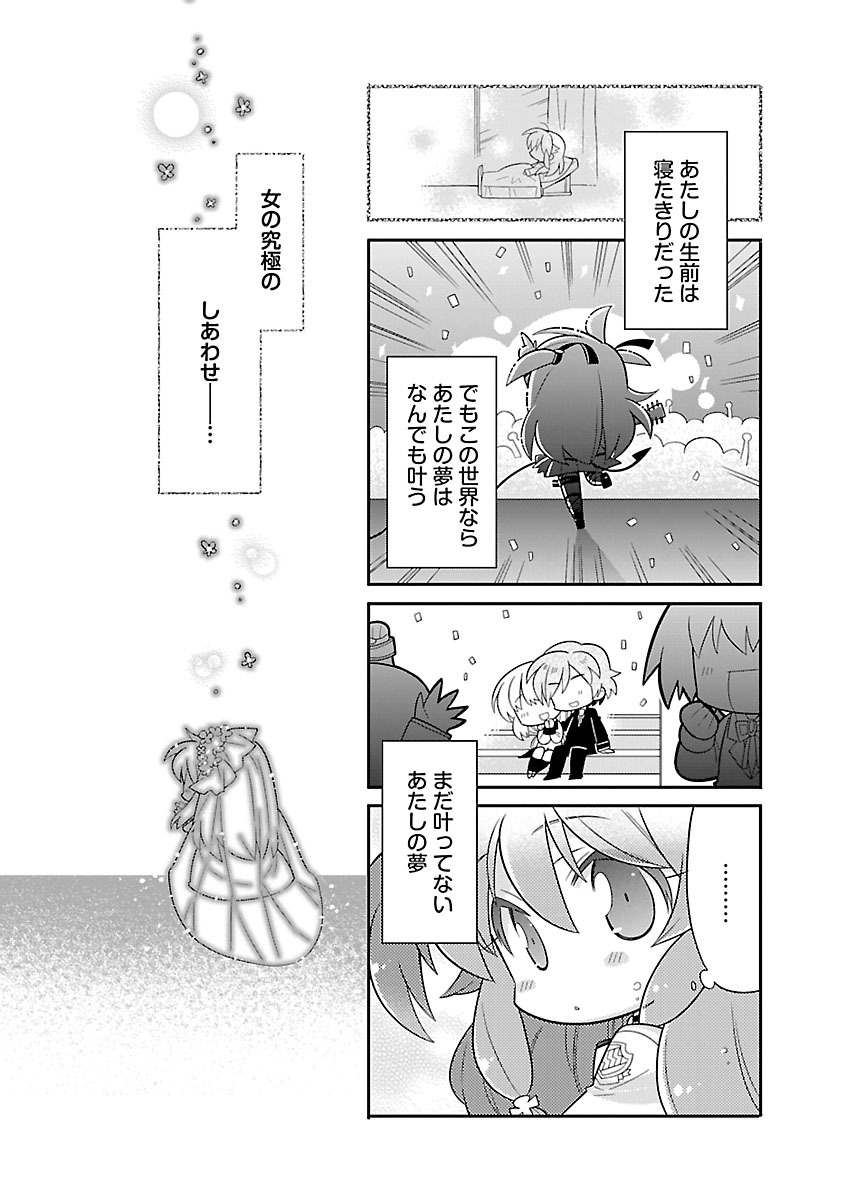 あたしの生前は
寝たきりだった
でもこの世界なら
あたしの夢は
なんでも叶う
まだ叶ってない
あたしの夢
………
女の究極の
しあわせ――…